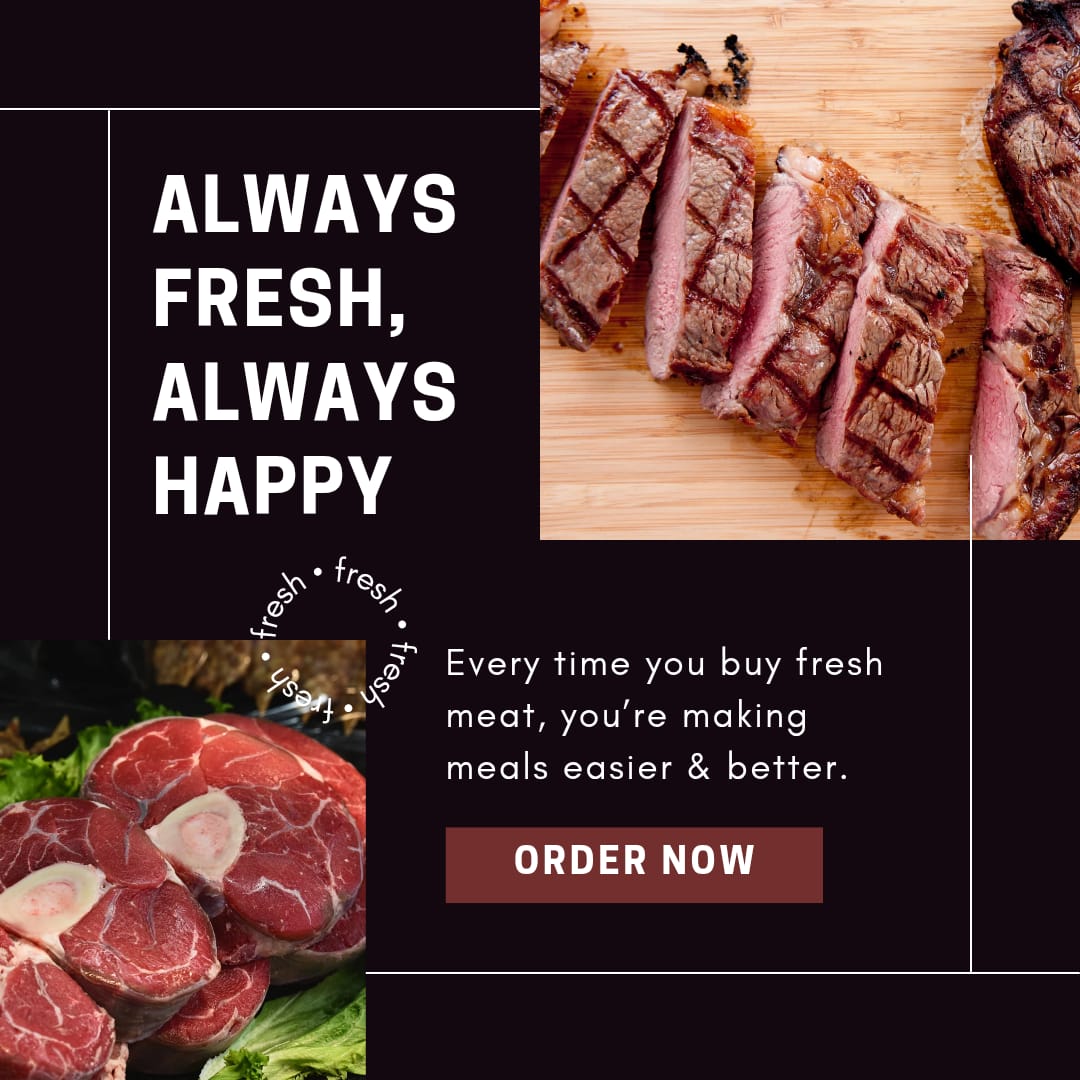 ALWAYS
FRESH,
ALWAYS
HAPPY
fresh • fresh • fresh • fresh •
Every time you buy fresh
meat, you’re making
meals easier & better.
ORDER NOW